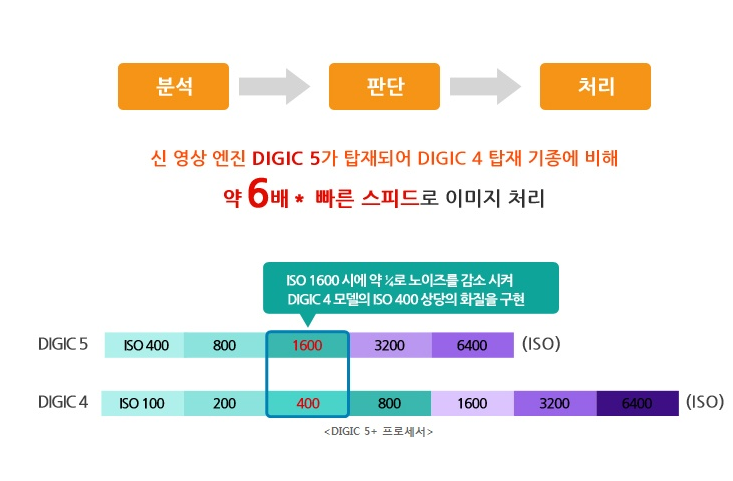 분석
판단
처리
신 영상 엔진 DIGIC 5가 탑재되어 DIGIC 4 탑재 기종에 비해
약 6배* 빠른 스피드로 이미지 처리
ISO 1600 시에 약 ¼로 노이즈를 감소 시켜
DIGIC 4 모델의 ISO 400 상당의 화질을 구현
DIGIC 5 ISO 400 800 1600 3200 6400 (ISO)
DIGIC 4 ISO 100 200 400 800 1600 3200 6400 (ISO)
<DIGIC 5+ 프로세서>